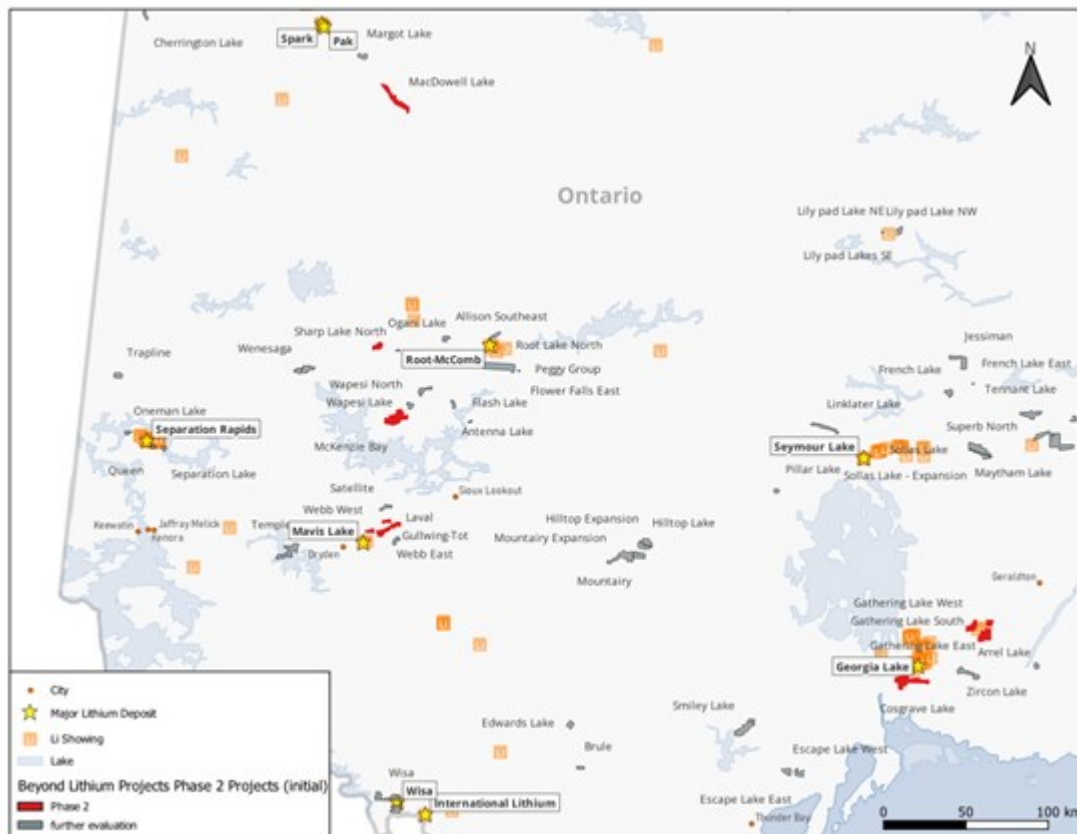 N
Cherrington Lake
Spark
Pak
Margot Lake
MacDowell Lake
Ontario
Lily pad Lake NE
Lily pad Lake NW
Lily pad Lakes SE
Allison Southeast
Sharp Lake North
Root Lake North
Jessiman
Trapline
Wenesaga
Root-McComb
Peggy Group
French Lake
French Lake East
Wapesi North
Flower Falls East
Tennant Lake
Wapesi Lake
Flash Lake
Linklater Lake
Oneman Lake
Separation Rapids
Antenna Lake
Superb North
McKenzie Bay
Seymour Lake
Sollas Lake
Queen
Separation Lake
Pillar Lake
Sollas Lake - Expansion
Maytham Lake
Satellite
Sioux Lookout
Webb West
Keewatin
Jaffray Melick
Kenora
Temple
Mavis Lake
Laval
Gullwing-Tot
Hilltop Expansion
Hilltop Lake
Dryden
Webb East
Mountairy Expansion
Mountairy
Geraldton
Gathering Lake West
Gathering Lake South
Gathering Lake East
Arrel Lake
Georgia Lake
Zircon Lake
Cosgrave Lake
Smiley Lake
Edwards Lake
Brule
Escape Lake West
Wisa
Wisa
International Lithium
Escape Lake East
Thunder Bay
City
Major Lithium Deposit
Li Showing
Lake
Beyond Lithium Projects Phase 2 Projects (initial)
Phase 2
further evaluation
0 50 100 km